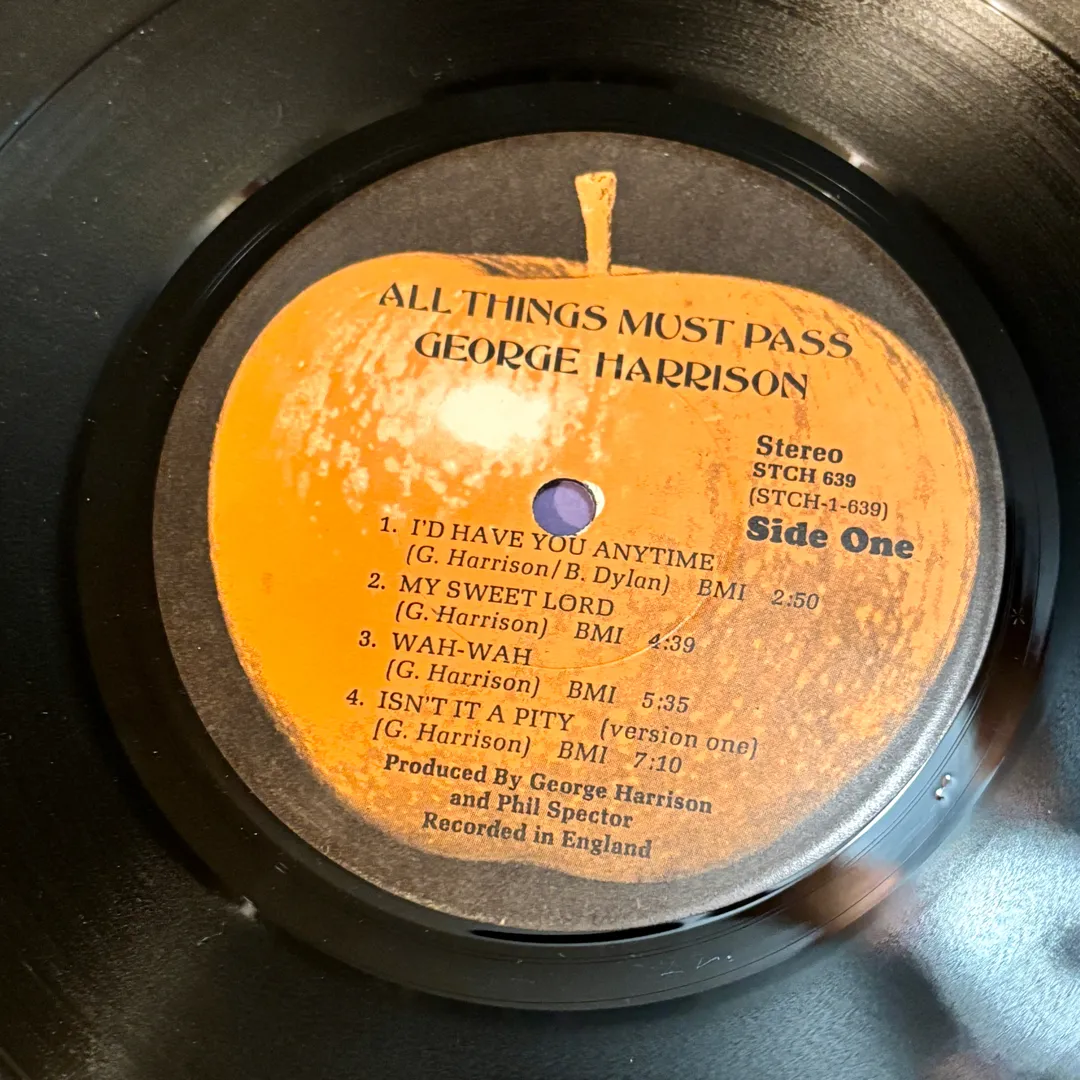 ALL THINGS MUST PASS
GEORGE HARRISON
Stereo
STCH 639
(STCH-1-639)
Side One
1. I'D HAVE YOU ANYTIME
(G. Harrison/B. Dylan) BMI 2:50
2. MY SWEET LORD
(G. Harrison) BMI 4:39
3. WAH-WAH
(G. Harrison) BMI 5:35
4. ISN'T IT A PITY (version one)
(G. Harrison) BMI 7:10
Produced By George Harrison
and Phil Spector
Recorded in England